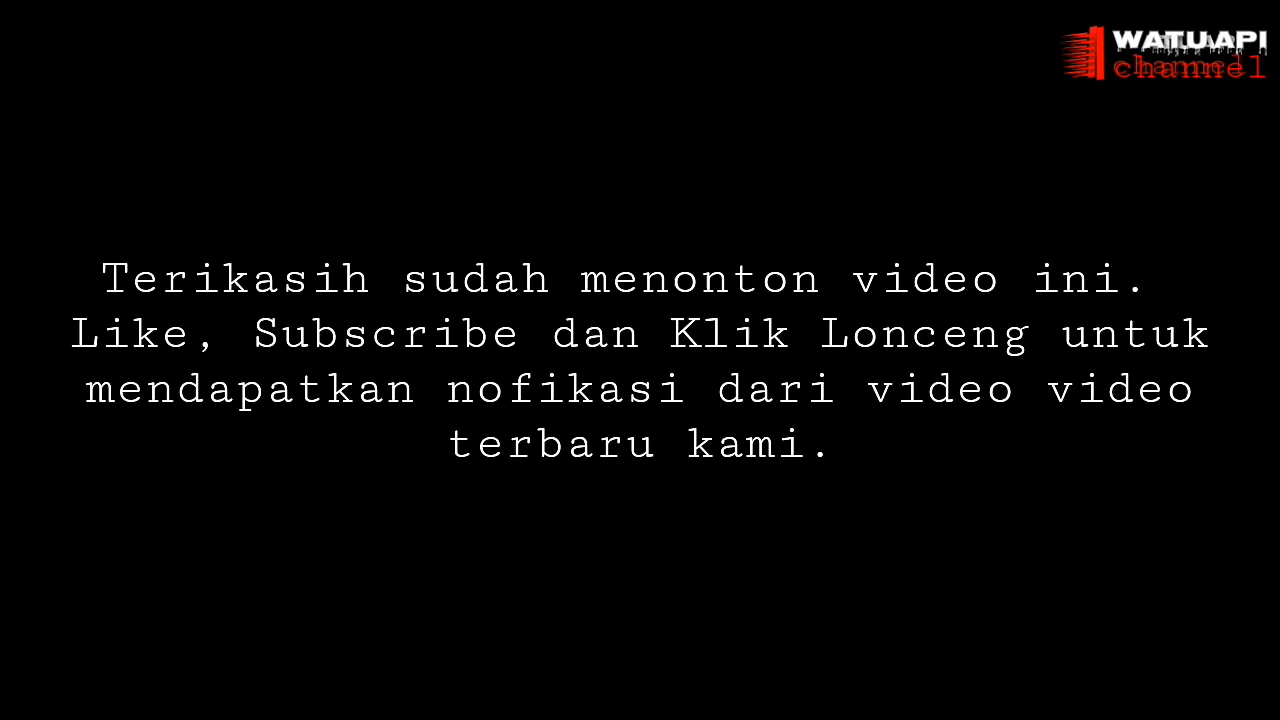 WATUAPI
channel
Terikasih sudah menonton video ini.
Like, Subscribe dan Klik Lonceng untuk
mendapatkan nofikasi dari video video
terbaru kami.